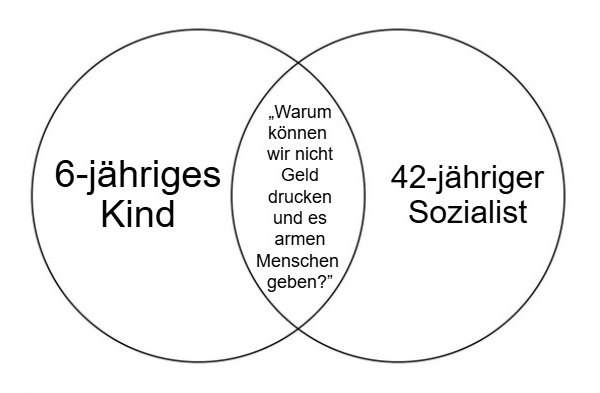 6-jähriges
Kind
„Warum
können
wir nicht
Geld
drucken
und es
armen
Menschen
geben?”
42-jähriger
Sozialist